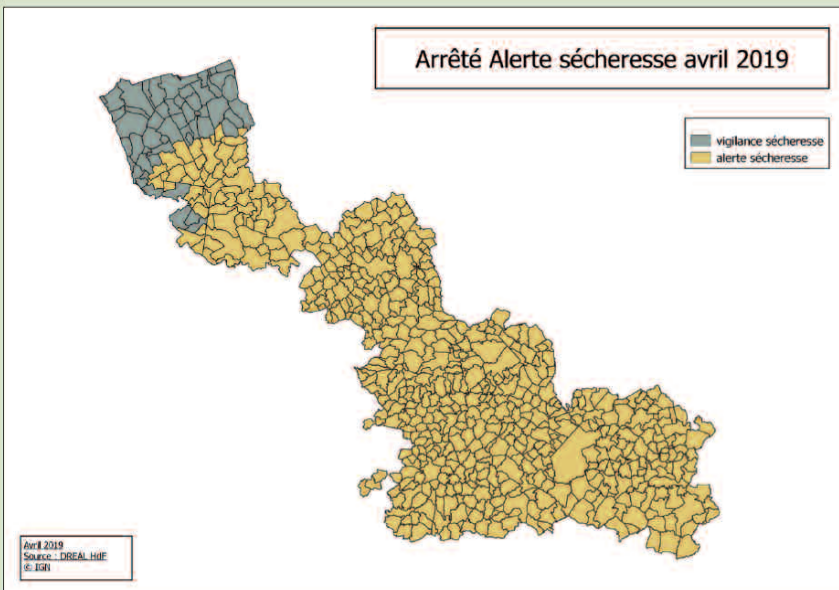 Arrêté Alerte sécheresse avril 2019
vigilance sécheresse
alerte sécheresse
Avril 2019
Source : DREAL HdF
© IGN